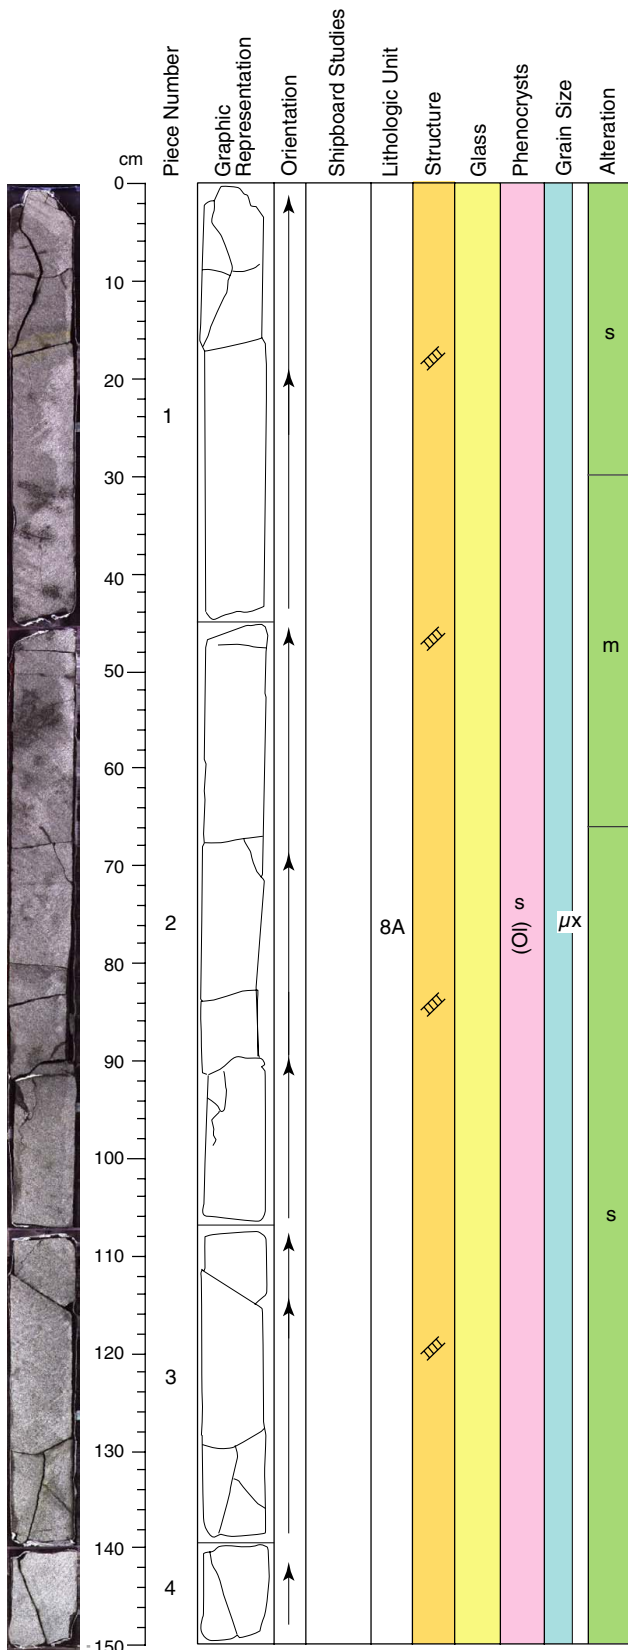 cm
Piece Number
Graphic
Representation
Orientation
Shipboard Studies
Lithologic Unit
Structure
Glass
Phenocrysts
Grain Size
Alteration
0
10
20
30
40
50
60
70
80
90
100
110
120
130
140
150
1
2
3
4
8A
s
(Ol)
µx
s
m
s